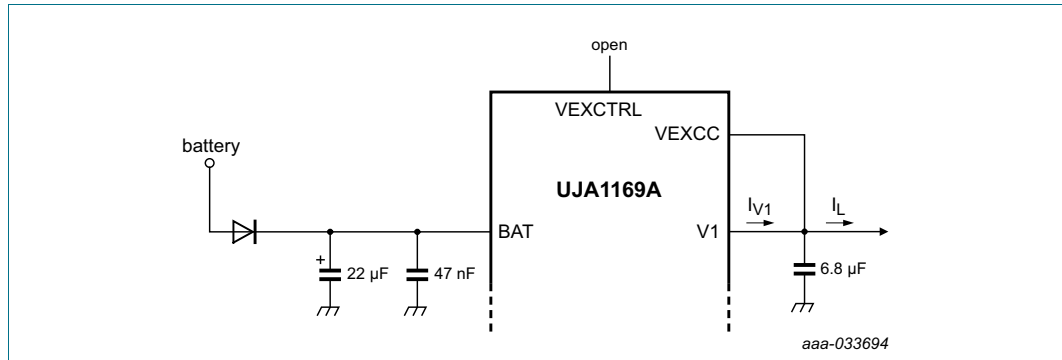 open
VEXCTRL
VEXCC
battery
UJA1169A
IV1
IL
BAT
V1
+
22 µF
47 nF
6.8 µF
aaa-033694